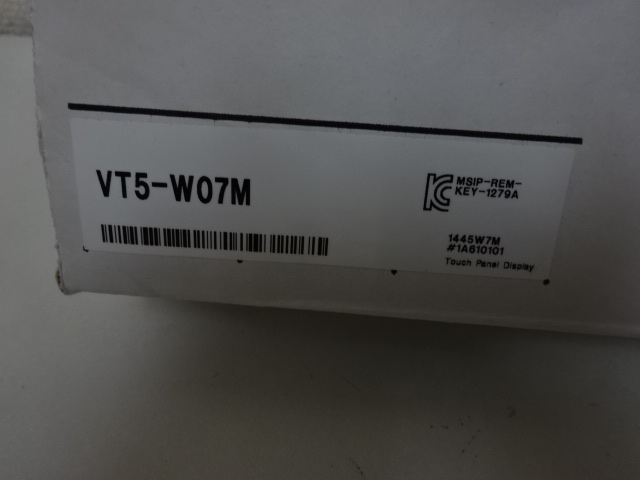 VT5-W07M
MSIP-REM-
KEY-1279A
1445W7M
#1A610101
Touch Panel Display